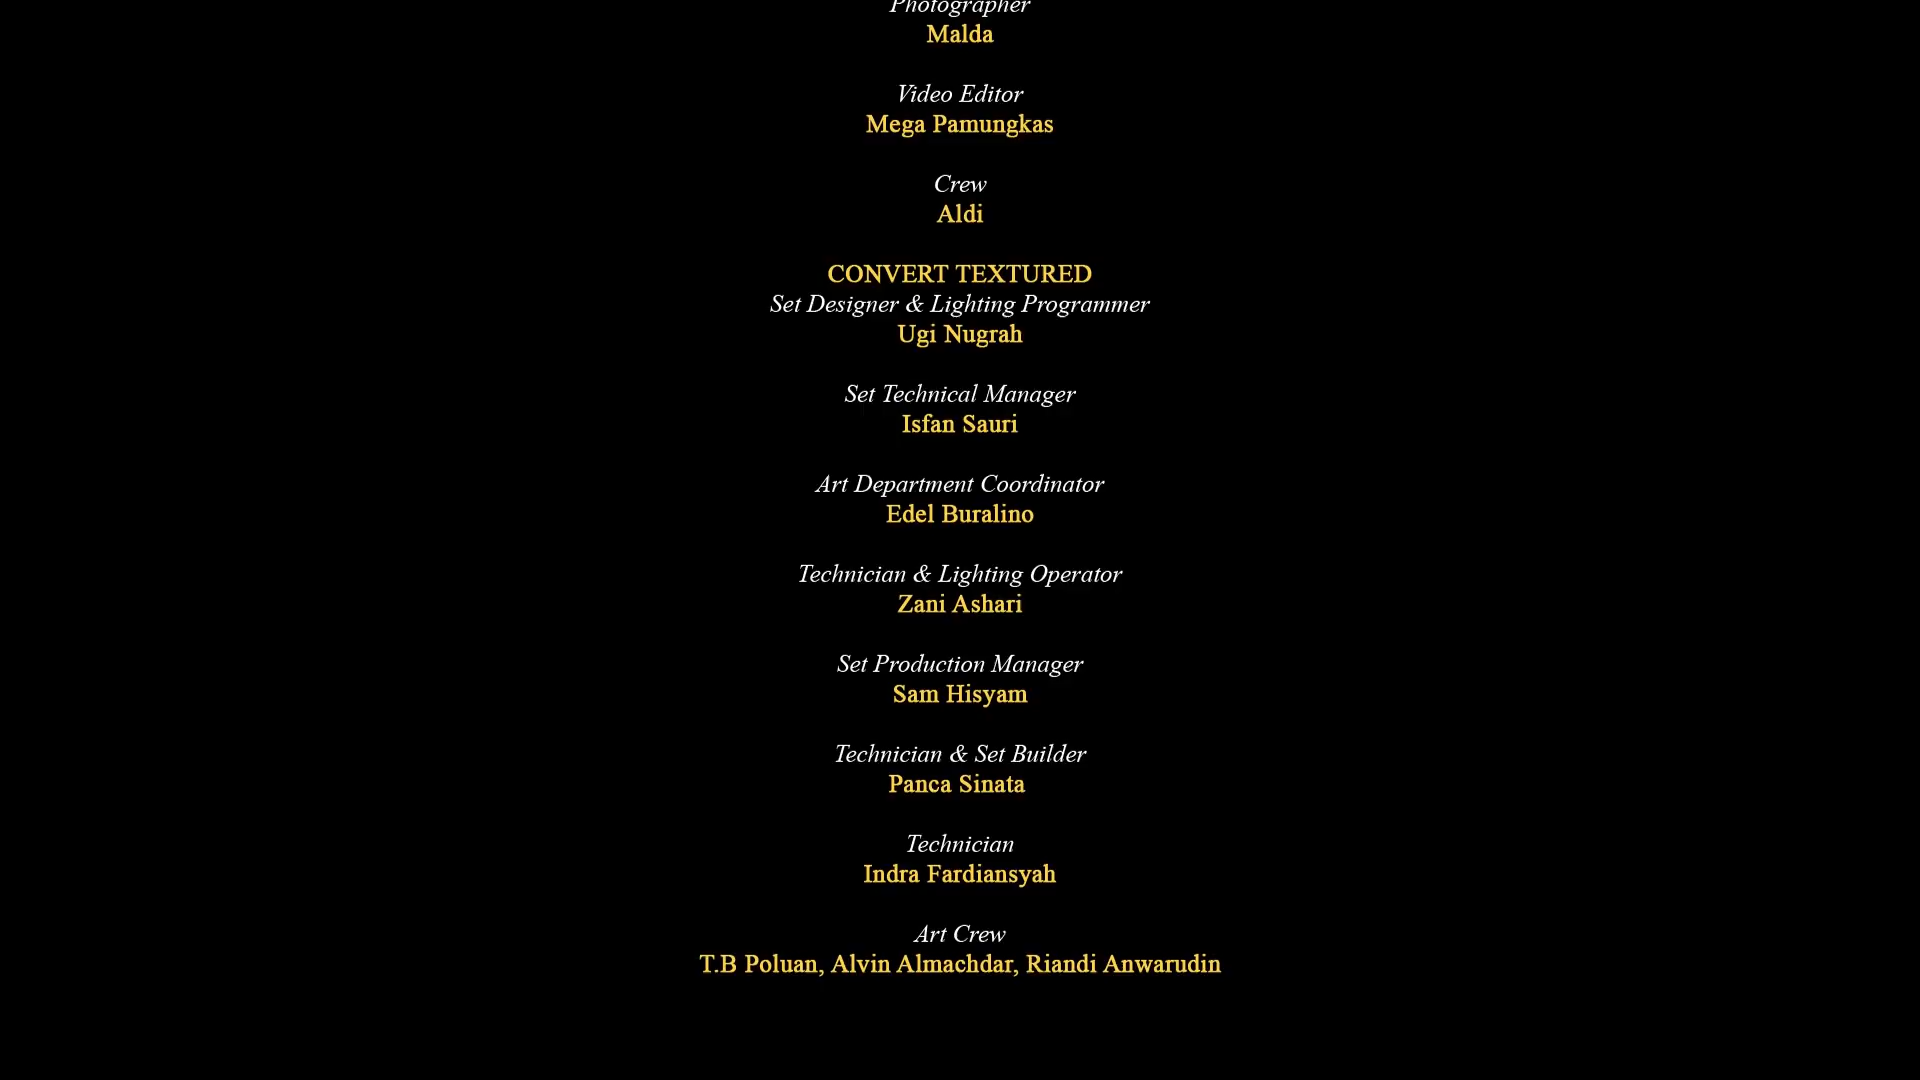 Photographer
Malda
Video Editor
Mega Pamungkas
Crew
Aldi
CONVERT TEXTURED
Set Designer & Lighting Programmer
Ugi Nugrah
Set Technical Manager
Isfan Sauri
Art Department Coordinator
Edel Buralino
Technician & Lighting Operator
Zani Ashari
Set Production Manager
Sam Hisyam
Technician & Set Builder
Panca Sinata
Technician
Indra Fardiansyah
Art Crew
T.B Poluan, Alvin Almachdar, Riandi Anwarudin